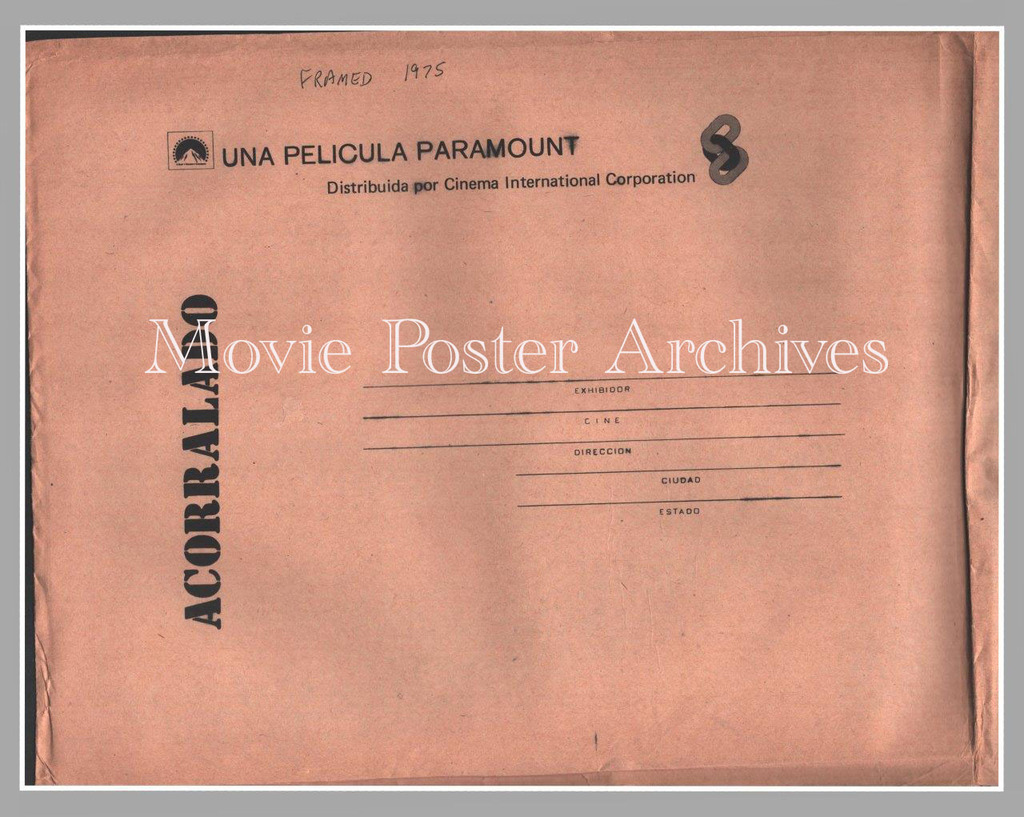 FRAMED 1975
UNA PELICULA PARAMOUNT
Distribuida por Cinema International Corporation
ACORRALADO
Movie Poster Archives
EXHIBIDOR
CINE
DIRECCION
CIUDAD
ESTADO